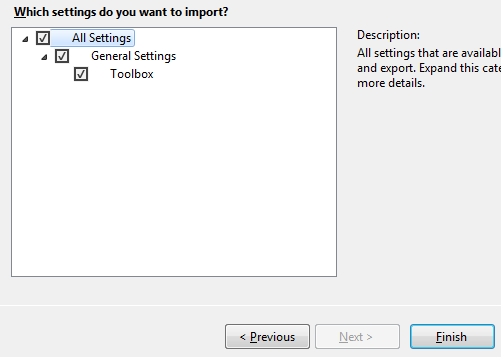 Which settings do you want to import?
All Settings
General Settings
Toolbox
Description:
All settings that are availabl
and export. Expand this cate
more details.
< Previous
Next >
Finish